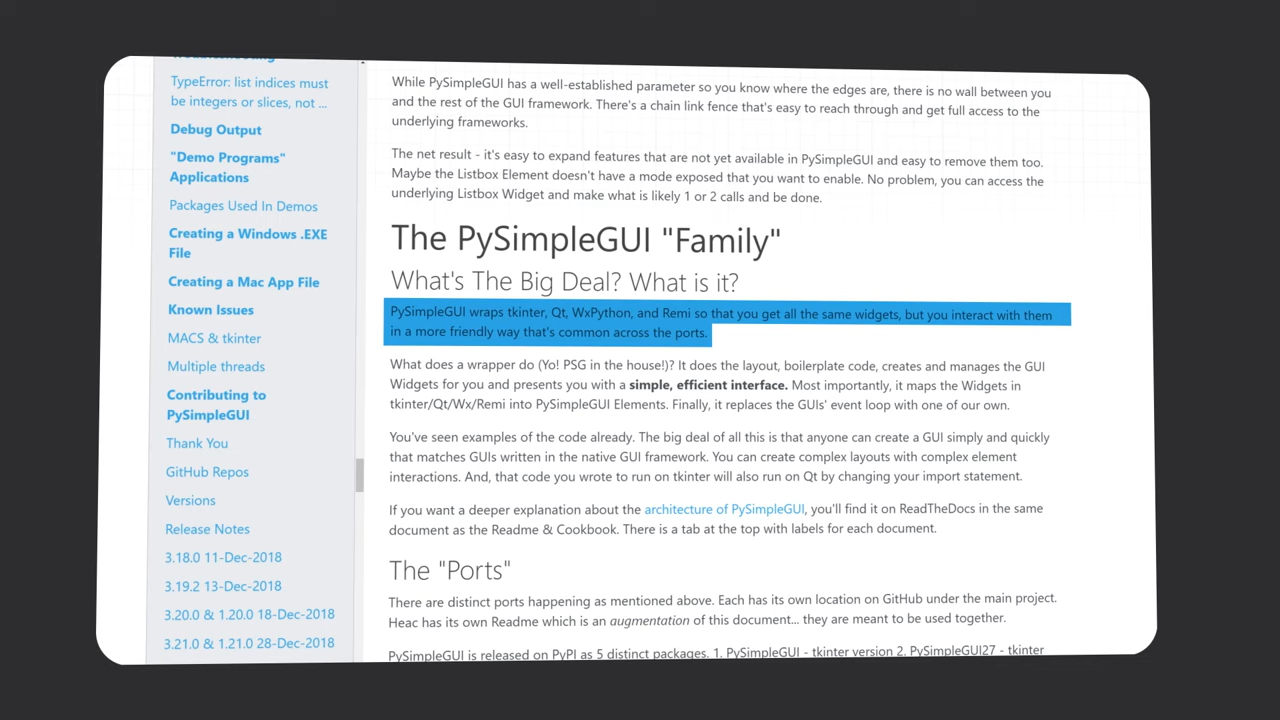 TypeError: list indices must
be integers or slices, not ...
Debug Output
"Demo Programs"
Applications
Packages Used In Demos
Creating a Windows .EXE
File
Creating a Mac App File
Known Issues
MACS & tkinter
Multiple threads
Contributing to
PySimpleGUI
Thank You
GitHub Repos
Versions
Release Notes
3.18.0 11-Dec-2018
3.19.2 13-Dec-2018
3.20.0 & 1.20.0 18-Dec-2018
3.21.0 & 1.21.0 28-Dec-2018
While PySimpleGUI has a well-established parameter so you know where the edges are, there is no wall between you
and the rest of the GUI framework. There's a chain link fence that's easy to reach through and get full access to the
underlying frameworks.
The net result - it's easy to expand features that are not yet available in PySimpleGUI and easy to remove them too.
Maybe the Listbox Element doesn't have a mode exposed that you want to enable. No problem, you can access the
underlying Listbox Widget and make what is likely 1 or 2 calls and be done.
The PySimpleGUI "Family"
What's The Big Deal? What is it?
PySimpleGUI wraps tkinter, Qt, WxPython, and Remi so that you get all the same widgets, but you interact with them
in a more friendly way that's common across the ports.
What does a wrapper do (Yo! PSG in the house!)? It does the layout, boilerplate code, creates and manages the GUI
Widgets for you and presents you with a simple, efficient interface. Most importantly, it maps the Widgets in
tkinter/Qt/Wx/Remi into PySimpleGUI Elements. Finally, it replaces the GUIs' event loop with one of our own.
You've seen examples of the code already. The big deal of all this is that anyone can create a GUI simply and quickly
that matches GUIs written in the native GUI framework. You can create complex layouts with complex element
interactions. And, that code you wrote to run on tkinter will also run on Qt by changing your import statement.
If you want a deeper explanation about the architecture of PySimpleGUI, you'll find it on ReadTheDocs in the same
document as the Readme & Cookbook. There is a tab at the top with labels for each document.
The "Ports"
There are distinct ports happening as mentioned above. Each has its own location on GitHub under the main project.
Heac has its own Readme which is an augmentation of this document... they are meant to be used together.
PySimpleGUI is released on PyPI as 5 distinct packages. 1. PySimpleGUI - tkinter version 2. PySimpleGUI27 - tkinter